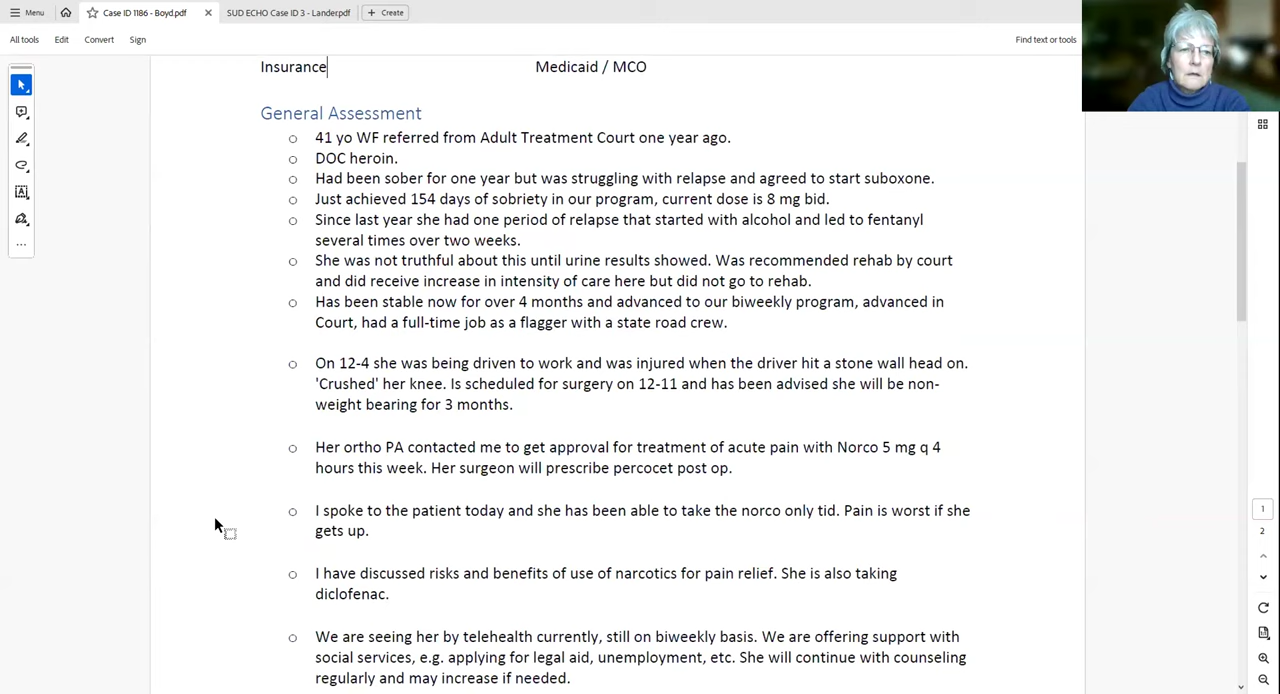 Menu
Case ID 1186 - Boyd.pdf
SUD ECHO Case ID 3 - Lander.pdf
Create
All tools Edit Convert Sign
Find text or tools
Insurance Medicaid / MCO
General Assessment
o 41 yo WF referred from Adult Treatment Court one year ago.
o DOC heroin.
o Had been sober for one year but was struggling with relapse and agreed to start suboxone.
o Just achieved 154 days of sobriety in our program, current dose is 8 mg bid.
o Since last year she had one period of relapse that started with alcohol and led to fentanyl
several times over two weeks.
o She was not truthful about this until urine results showed. Was recommended rehab by court
and did receive increase in intensity of care here but did not go to rehab.
o Has been stable now for over 4 months and advanced to our biweekly program, advanced in
Court, had a full-time job as a flagger with a state road crew.
o On 12-4 she was being driven to work and was injured when the driver hit a stone wall head on.
'Crushed' her knee. Is scheduled for surgery on 12-11 and has been advised she will be non-
weight bearing for 3 months.
o Her ortho PA contacted me to get approval for treatment of acute pain with Norco 5 mg q 4
hours this week. Her surgeon will prescribe percocet post op.
o I spoke to the patient today and she has been able to take the norco only tid. Pain is worst if she
gets up.
o I have discussed risks and benefits of use of narcotics for pain relief. She is also taking
diclofenac.
o We are seeing her by telehealth currently, still on biweekly basis. We are offering support with
social services, e.g. applying for legal aid, unemployment, etc. She will continue with counseling
regularly and may increase if needed.
1
2